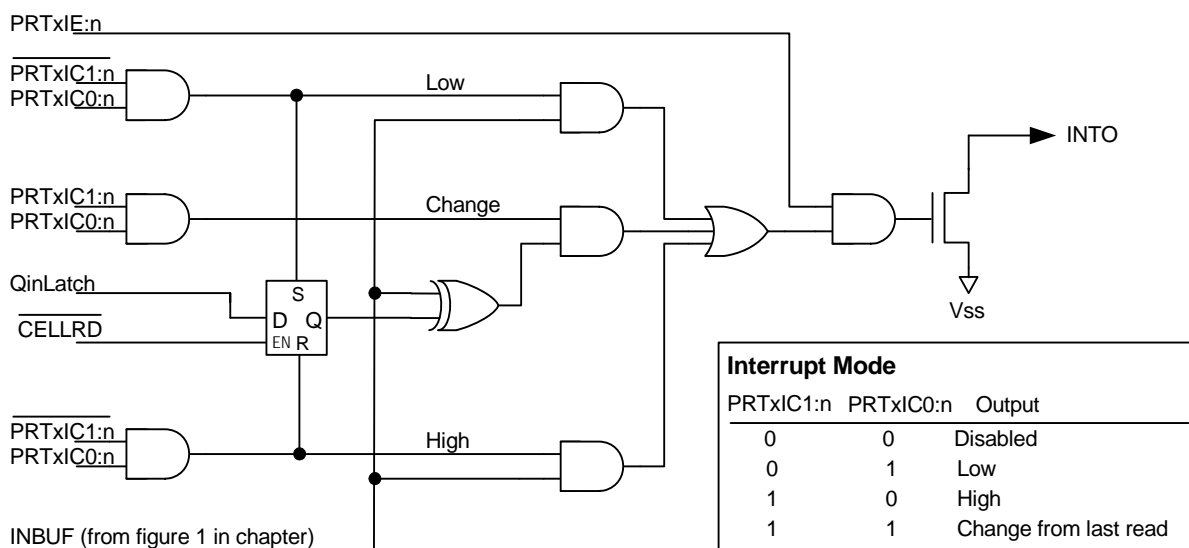 PRTxIE:n
PRTxIC1:n
PRTxIC0:n
Low
INTO
PRTxIC1:n
PRTxIC0:n
Change
QinLatch
S
D Q
EN R
CELLRD
Vss
PRTxIC1:n
PRTxIC0:n
High
INBUF (from figure 1 in chapter)
Interrupt Mode
PRTxIC1:n PRTxIC0:n Output
0 0 Disabled
0 1 Low
1 0 High
1 1 Change from last read